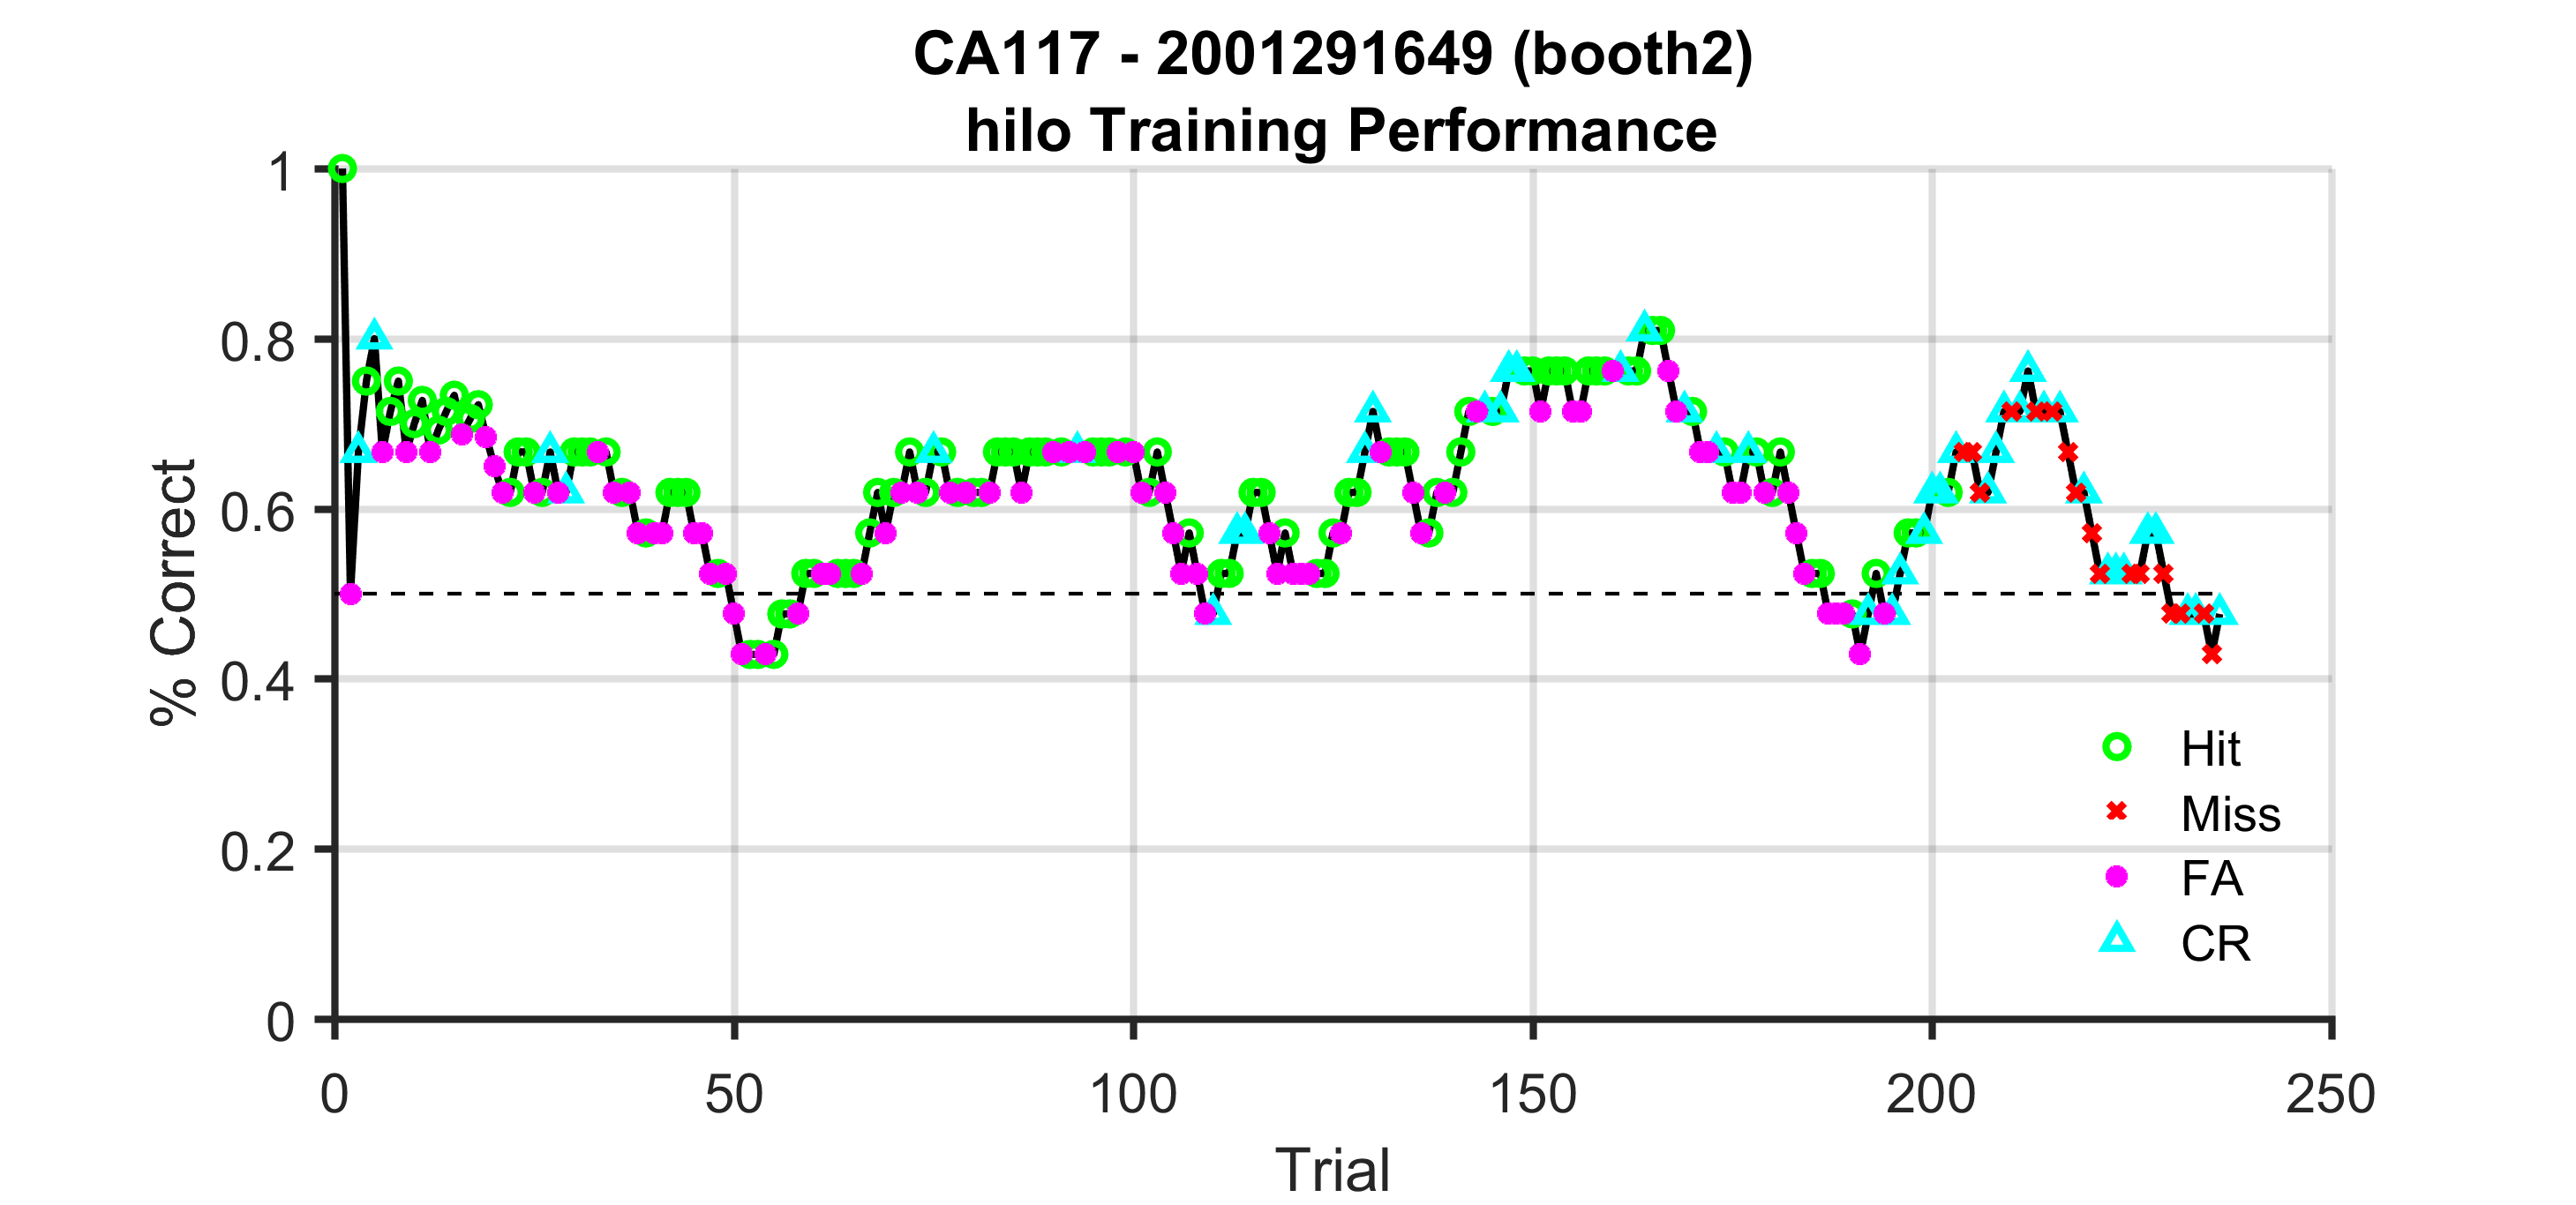 CA117 - 2001291649 (booth2)
hilo Training Performance
1
0.8
0.6
0.4
0.2
0
% Correct
0 50 100 150 200 250
Trial
Hit
Miss
FA
CR